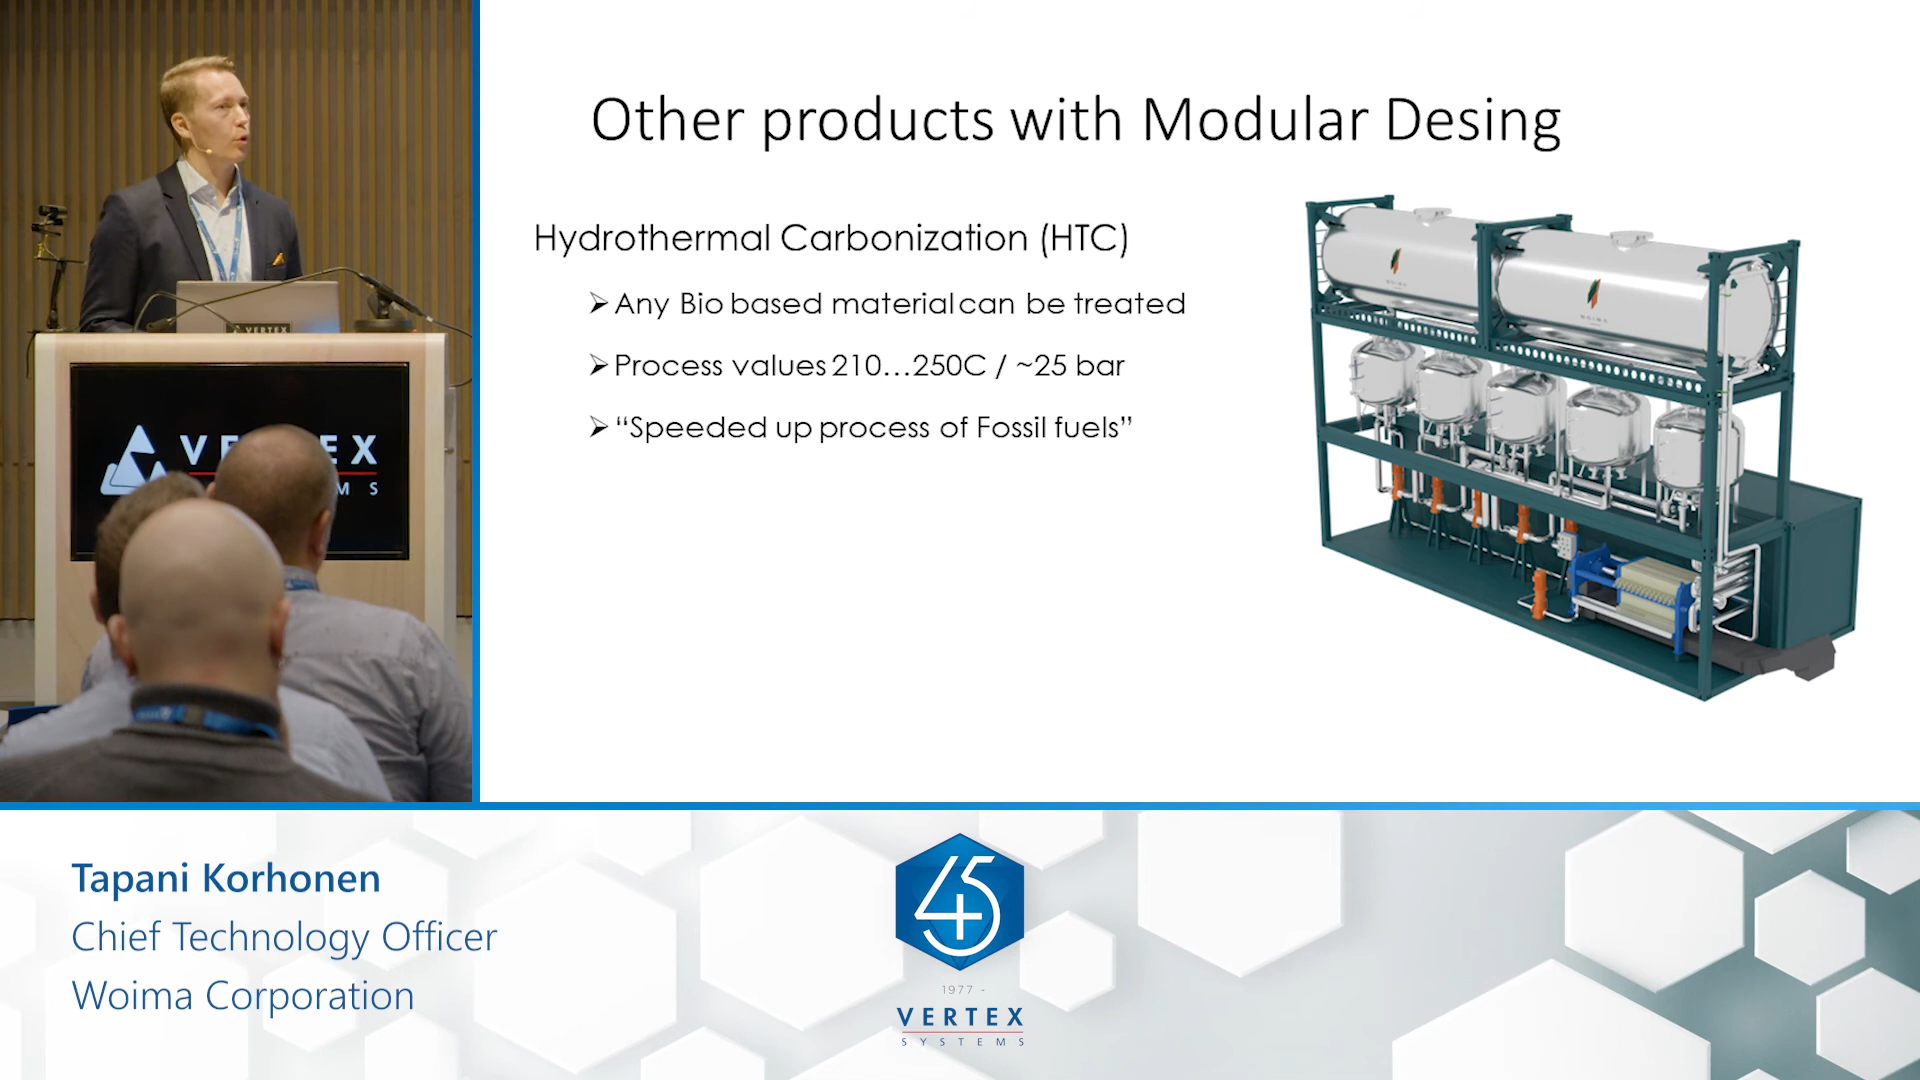 Other products with Modular Desing
Hydrothermal Carbonization (HTC)
Any Bio based material can be treated
Process values 210...250C / ~25 bar
“Speeded up process of Fossil fuels”
VERTEX
V EX
M S
Tapani Korhonen
Chief Technology Officer
Woima Corporation
45
1977 -
VERTEX
SYSTEMS